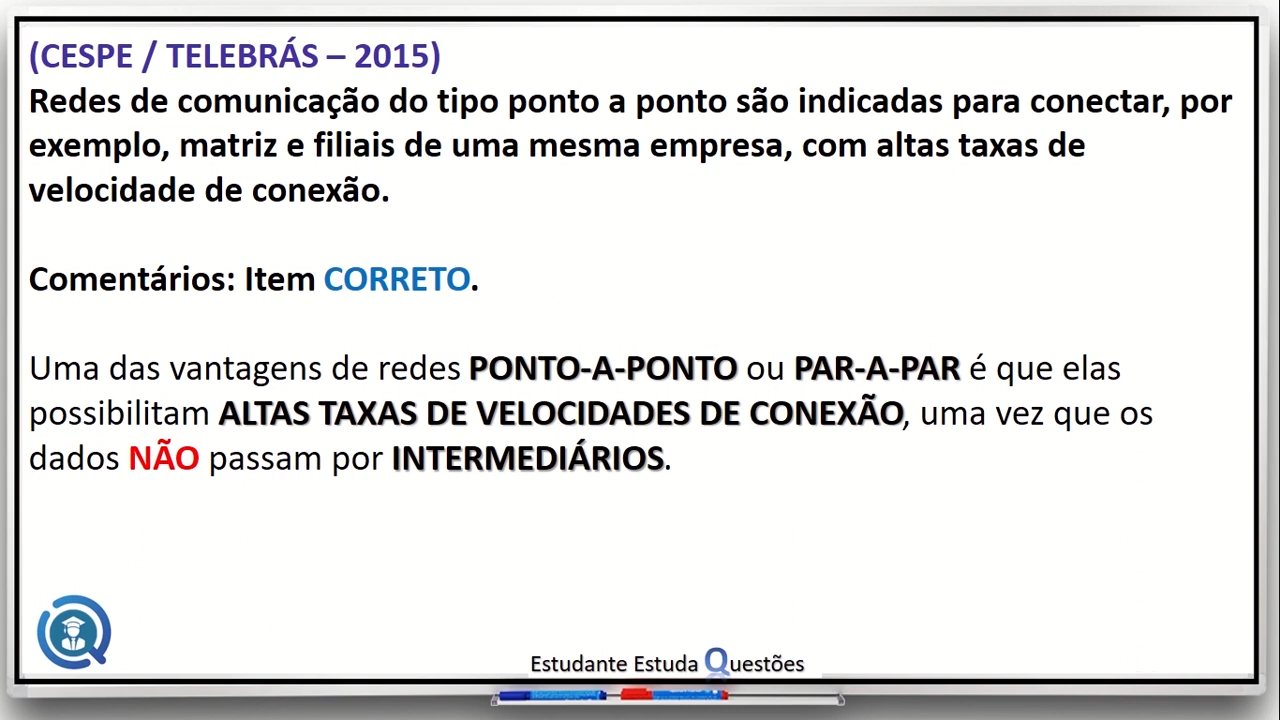 (CESPE / TELEBRÁS – 2015)
Redes de comunicação do tipo ponto a ponto são indicadas para conectar, por
exemplo, matriz e filiais de uma mesma empresa, com altas taxas de
velocidade de conexão.
Comentários: Item CORRETO.
Uma das vantagens de redes PONTO-A-PONTO ou PAR-A-PAR é que elas
possibilitam ALTAS TAXAS DE VELOCIDADES DE CONEXÃO, uma vez que os
dados NÃO passam por INTERMEDIÁRIOS.
Estudante Estuda Questões